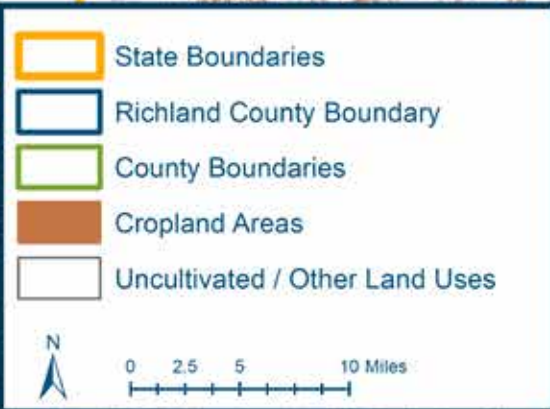 State Boundaries
Richland County Boundary
County Boundaries
Cropland Areas
Uncultivated / Other Land Uses
N
0 2.5 5 10 Miles